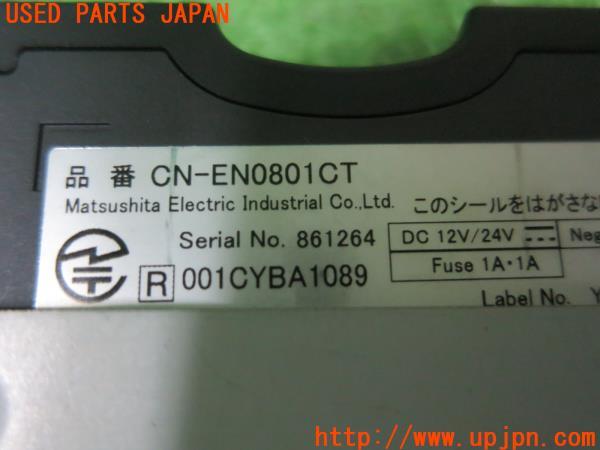 USED PARTS JAPAN
品番 CN-EN0801CT
Matsushita Electric Industrial Co.,Ltd. このシールをはがさな
Serial No. 861264 DC 12V/24V Neg
R 001CYBA1089 Fuse 1A・1A
Label No. Y
http://www.upjpn.com/